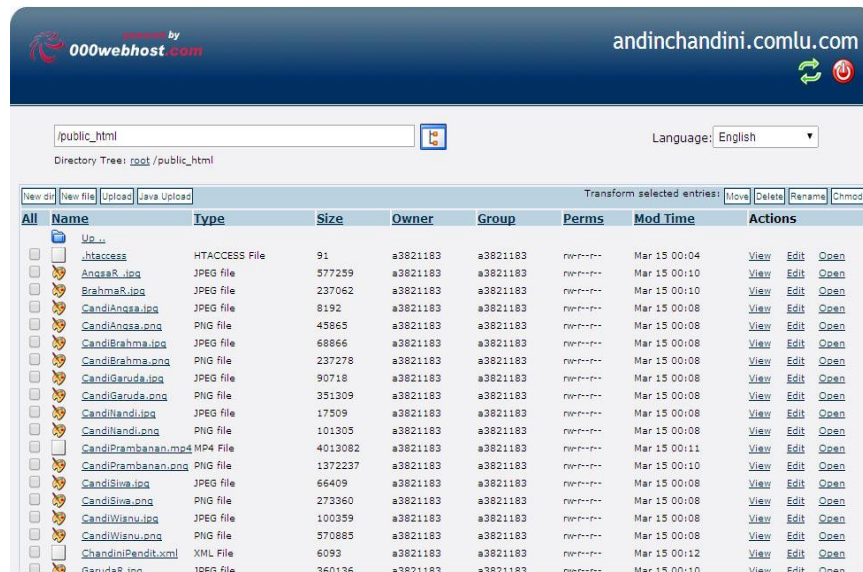 powered by
000webhost.com
andinchandini.comlu.com
/public_html
Language: English
Directory Tree: root /public_html
New dir New file Upload Java Upload Transform selected entries: Move Delete Rename Chmod
All Name Type Size Owner Group Perms Mod Time Actions
Up ..
.htaccess HTACCESS File 91 a3821183 a3821183 rw-r--r-- Mar 15 00:04 View Edit Open
AngsaR .jpg JPEG file 577259 a3821183 a3821183 rw-r--r-- Mar 15 00:10 View Edit Open
BrahmaR.jpg JPEG file 237062 a3821183 a3821183 rw-r--r-- Mar 15 00:10 View Edit Open
CandiAngsa.jpg JPEG file 8192 a3821183 a3821183 rw-r--r-- Mar 15 00:08 View Edit Open
CandiAngsa.png PNG file 45865 a3821183 a3821183 rw-r--r-- Mar 15 00:08 View Edit Open
CandiBrahma.jpg JPEG file 68866 a3821183 a3821183 rw-r--r-- Mar 15 00:08 View Edit Open
CandiBrahma.png PNG file 237278 a3821183 a3821183 rw-r--r-- Mar 15 00:08 View Edit Open
CandiGaruda.jpg JPEG file 90718 a3821183 a3821183 rw-r--r-- Mar 15 00:08 View Edit Open
CandiGaruda.png PNG file 351309 a3821183 a3821183 rw-r--r-- Mar 15 00:08 View Edit Open
CandiNandi.jpg JPEG file 17509 a3821183 a3821183 rw-r--r-- Mar 15 00:08 View Edit Open
CandiNandi.png PNG file 101305 a3821183 a3821183 rw-r--r-- Mar 15 00:08 View Edit Open
CandiPrambanan.mp4 MP4 File 4013082 a3821183 a3821183 rw-r--r-- Mar 15 00:11 View Edit Open
CandiPrambanan.png PNG file 1372237 a3821183 a3821183 rw-r--r-- Mar 15 00:10 View Edit Open
CandiSiwa.jpg JPEG file 66409 a3821183 a3821183 rw-r--r-- Mar 15 00:08 View Edit Open
CandiSiwa.png PNG file 273360 a3821183 a3821183 rw-r--r-- Mar 15 00:08 View Edit Open
CandiWisnu.jpg JPEG file 100359 a3821183 a3821183 rw-r--r-- Mar 15 00:08 View Edit Open
CandiWisnu.png PNG file 570885 a3821183 a3821183 rw-r--r-- Mar 15 00:08 View Edit Open
ChandiniPendit.xml XML File 6093 a3821183 a3821183 rw-r--r-- Mar 15 00:12 View Edit Open
GarudaR.jpg JPEG file 360136 a3821183 a3821183 rw-r--r-- Mar 15 00:10 View Edit Open